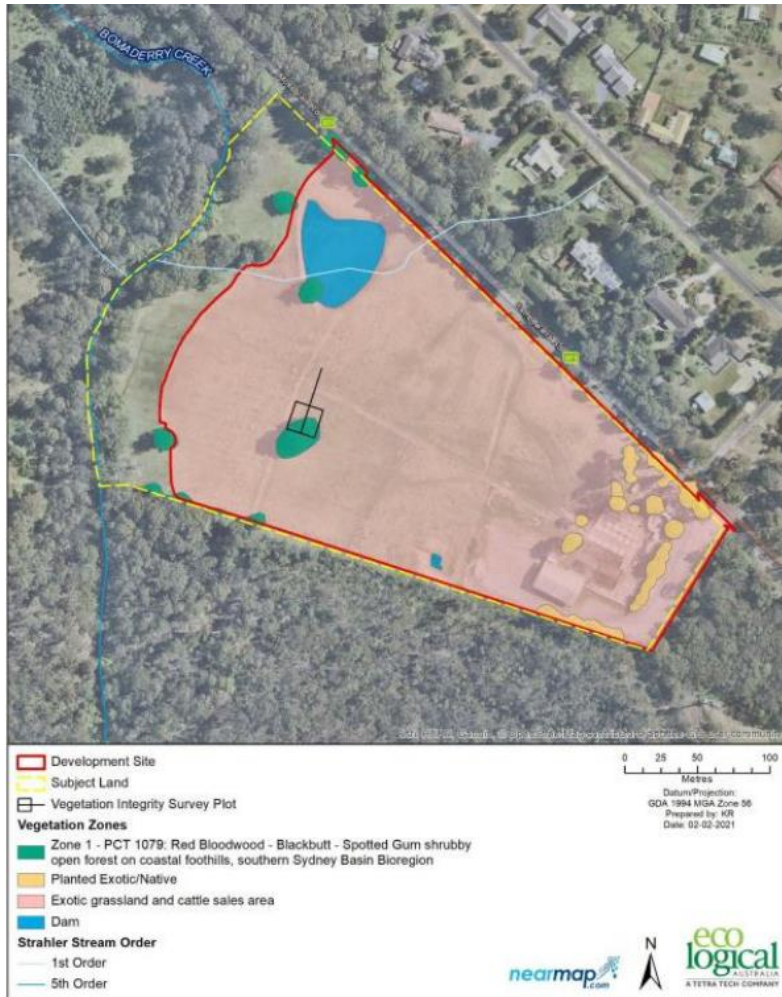 BOMADERRY CREEK
Development Site
Subject Land
Vegetation Integrity Survey Plot
Vegetation Zones
Zone 1 - PCT 1079: Red Bloodwood - Blackbutt - Spotted Gum shrubby
open forest on coastal foothills, southern Sydney Basin Bioregion
Planted Exotic/Native
Exotic grassland and cattle sales area
Dam
Strahler Stream Order
1st Order
5th Order
0 25 50 100
Metres
Datum/Projection:
GDA 1994 MGA Zone 56
Prepared by: KR
Date: 02-02-2021
nearmap
.com
N
eco
logical
AUSTRALIA
A TETRA TECH COMPANY